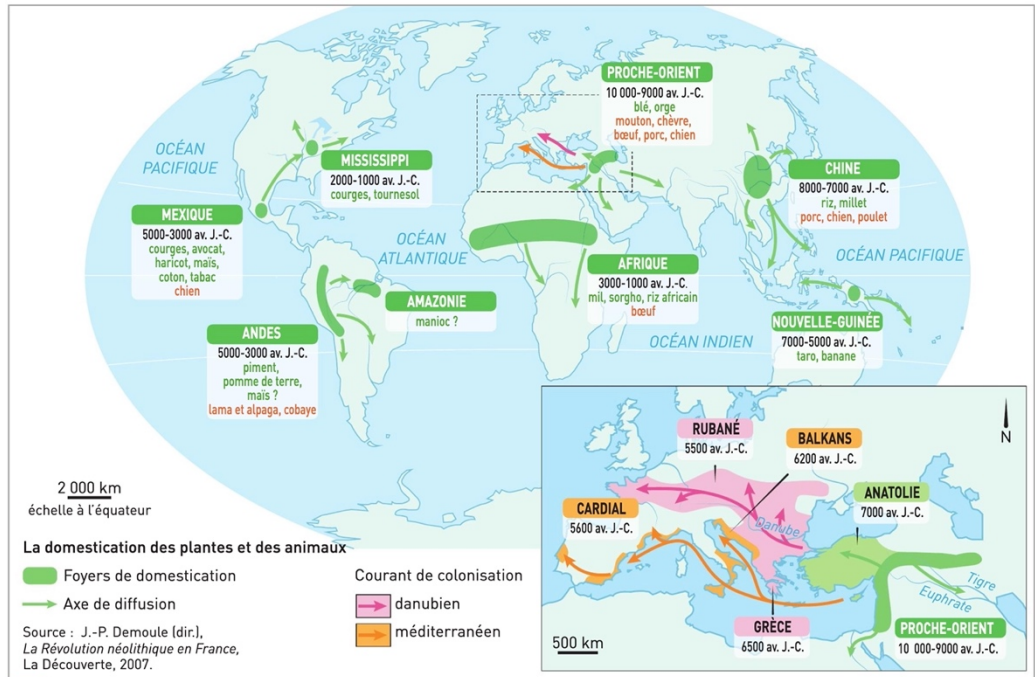 PROCHE-ORIENT
10 000-9000 av. J.-C.
blé, orge
mouton, chèvre,
bœuf, porc, chien
OCÉAN
PACIFIQUE
MISSISSIPPI
2000-1000 av. J.-C.
courges, tournesol
CHINE
8000-7000 av. J.-C.
riz, millet
porc, chien, poulet
MEXIQUE
5000-3000 av. J.-C.
courges, avocat,
haricot, maïs,
coton, tabac
chien
OCÉAN
ATLANTIQUE
OCÉAN PACIFIQUE
AFRIQUE
3000-1000 av. J.-C.
mil, sorgho, riz africain
bœuf
AMAZONIE
manioc ?
NOUVELLE-GUINÉE
7000-5000 av. J.-C.
taro, banane
ANDES
5000-3000 av. J.-C.
piment,
pomme de terre,
maïs ?
lama et alpaga, cobaye
OCÉAN INDIEN
2 000 km
échelle à l'équateur
La domestication des plantes et des animaux
Foyers de domestication
Axe de diffusion
Courant de colonisation
danubien
méditerranéen
Source : J.-P. Demoule (dir.),
La Révolution néolithique en France,
La Découverte, 2007.
RUBANÉ
5500 av. J.-C.
BALKANS
6200 av. J.-C.
N
ANATOLIE
7000 av. J.-C.
CARDIAL
5600 av. J.-C.
Danube
Tigre
Euphrate
GRÈCE
6500 av. J.-C.
PROCHE-ORIENT
10 000-9000 av. J.-C.
500 km